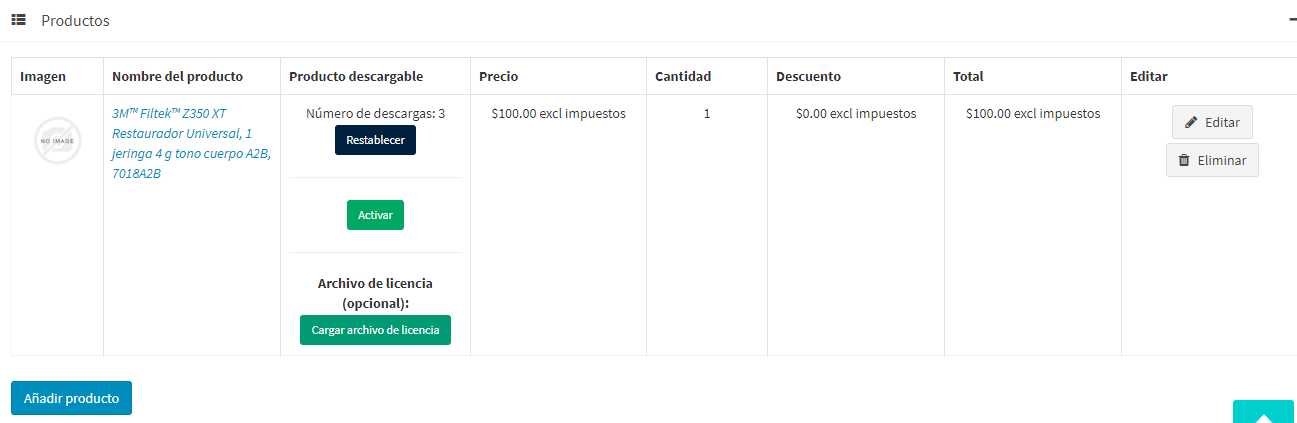 Productos
Imagen Nombre del producto Producto descargable Precio Cantidad Descuento Total Editar
NO IMAGE
3M™ Filtek™ Z350 XT
Restaurador Universal, 1
jeringa 4 g tono cuerpo A2B,
7018A2B
Número de descargas: 3
Restablecer
Activar
Archivo de licencia
(opcional):
Cargar archivo de licencia
$100.00 excl impuestos
1
$0.00 excl impuestos
$100.00 excl impuestos
Editar
Eliminar
Añadir producto